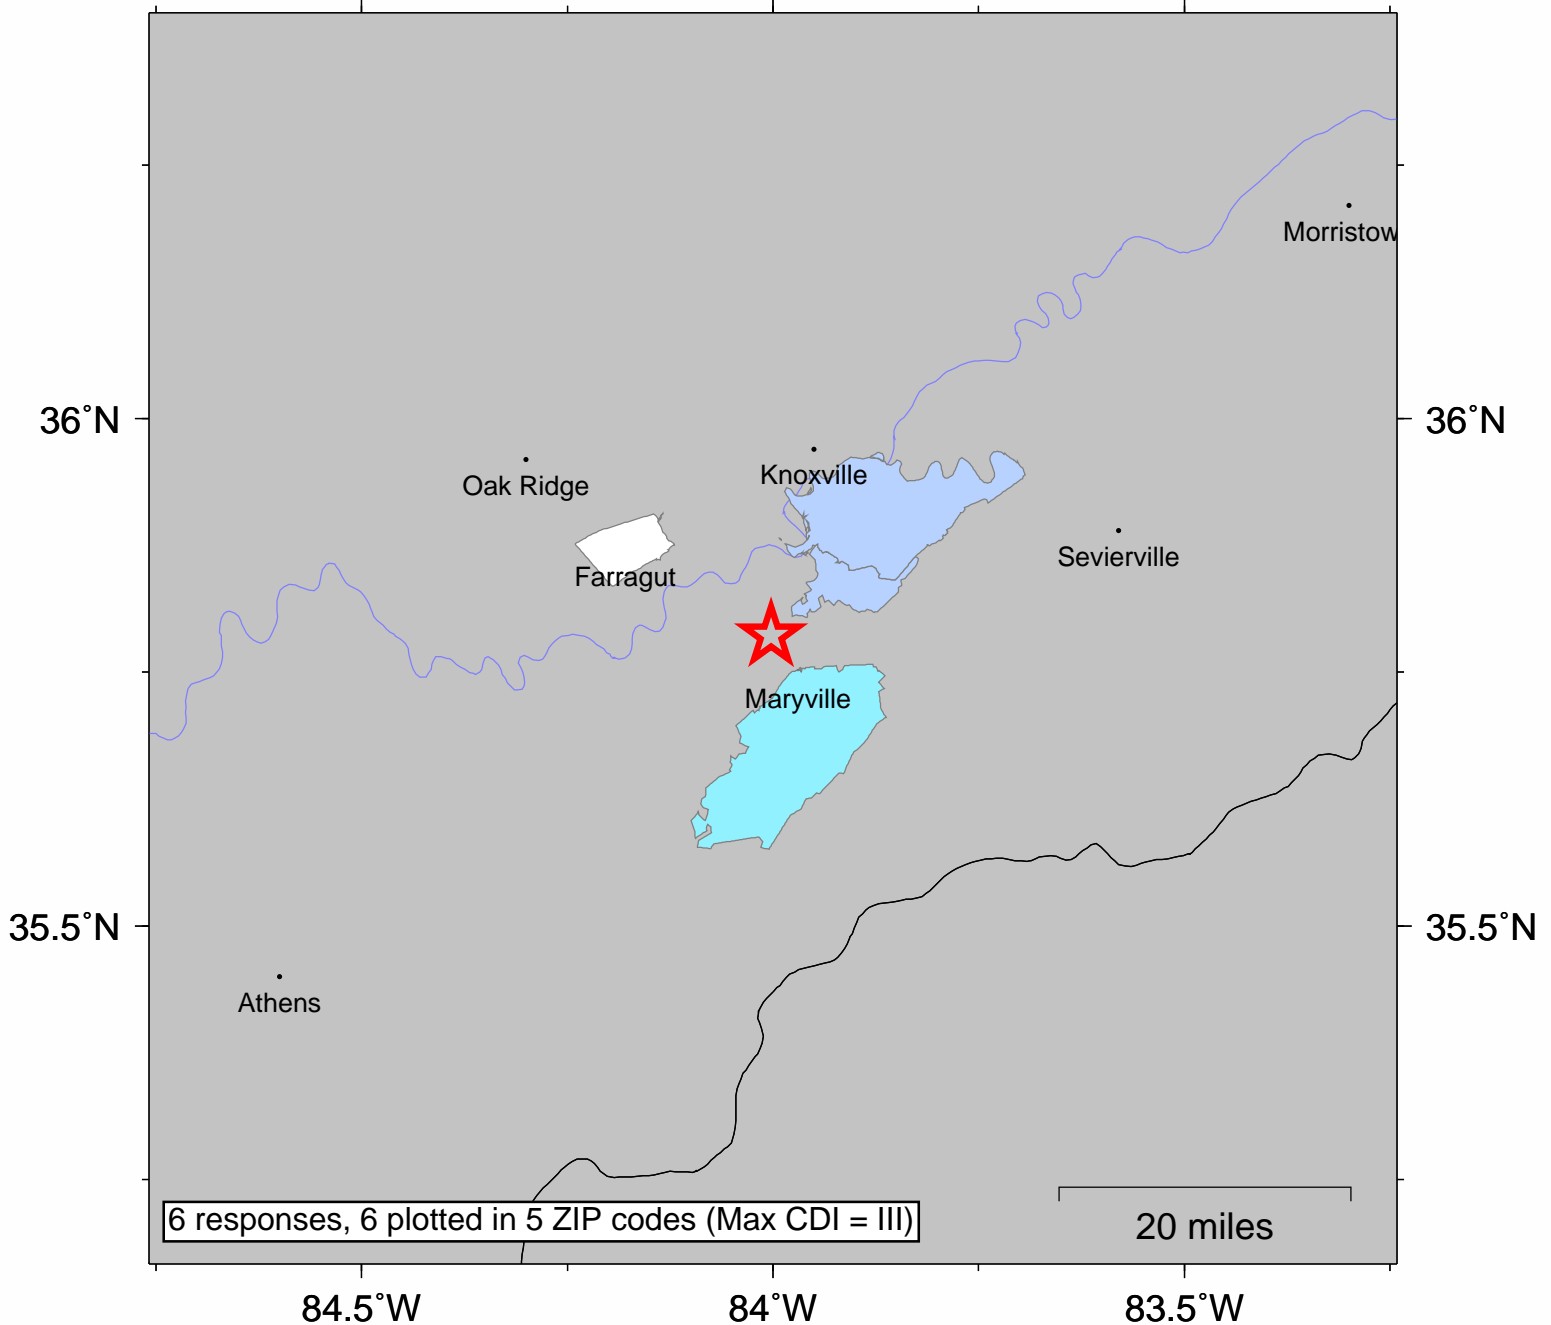 Morristow
36˚N
36˚N
Knoxville
Oak Ridge
Sevierville
Farragut
Maryville
35.5˚N
35.5˚N
Athens
6 responses, 6 plotted in 5 ZIP codes (Max CDI = III)
20 miles
84.5˚W
84˚W
83.5˚W